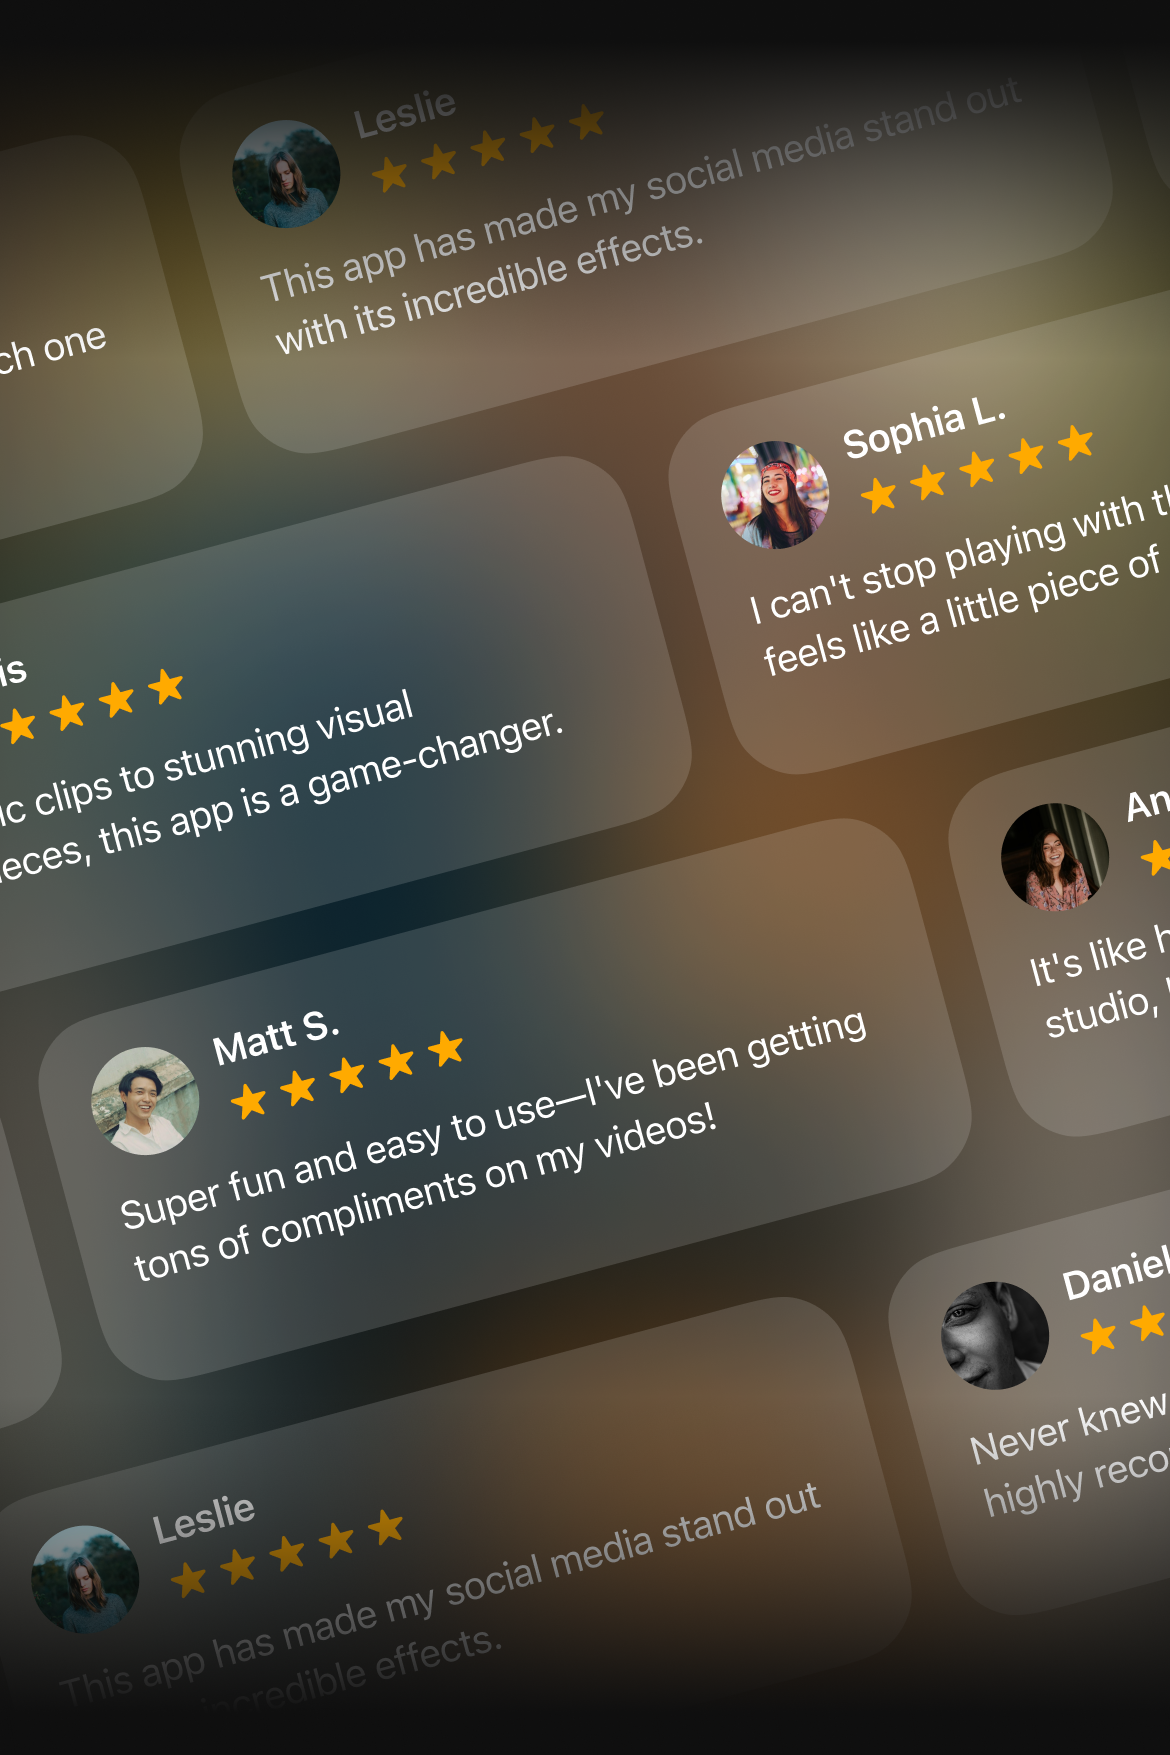 Leslie
This app has made my social media stand out
with its incredible effects.
ch one
Sophia L.
I can't stop playing with th
feels like a little piece of
is
ic clips to stunning visual
ieces, this app is a game-changer.
An
It's like h
studio,
Matt S.
Super fun and easy to use—I've been getting
tons of compliments on my videos!
Daniel
Never knew
highly reco
Leslie
This app has made my social media stand out
incredible effects.